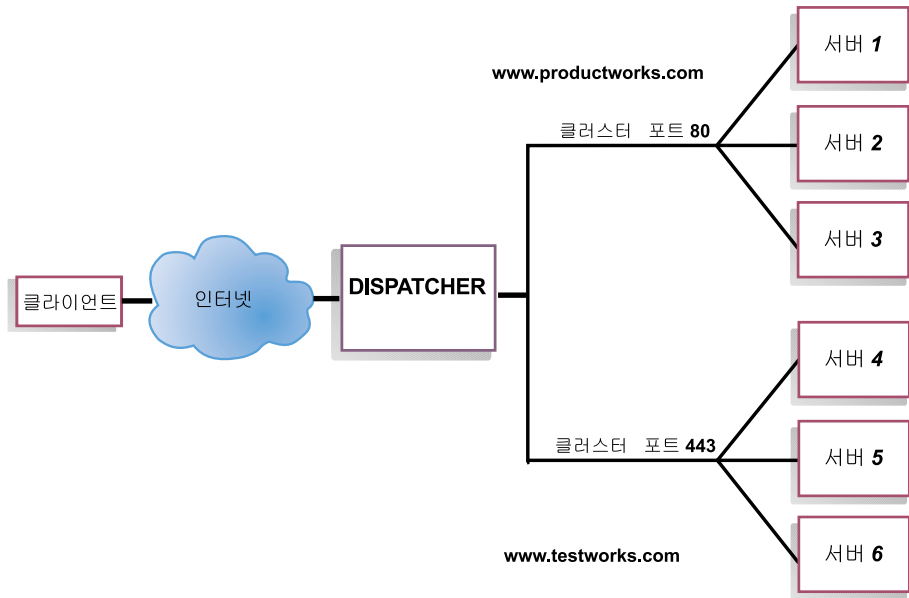 www.productworks.com
클러스터 포트 80
서버 1
서버 2
서버 3
클라이언트
인터넷
DISPATCHER
클러스터 포트 443
www.testworks.com
서버 4
서버 5
서버 6